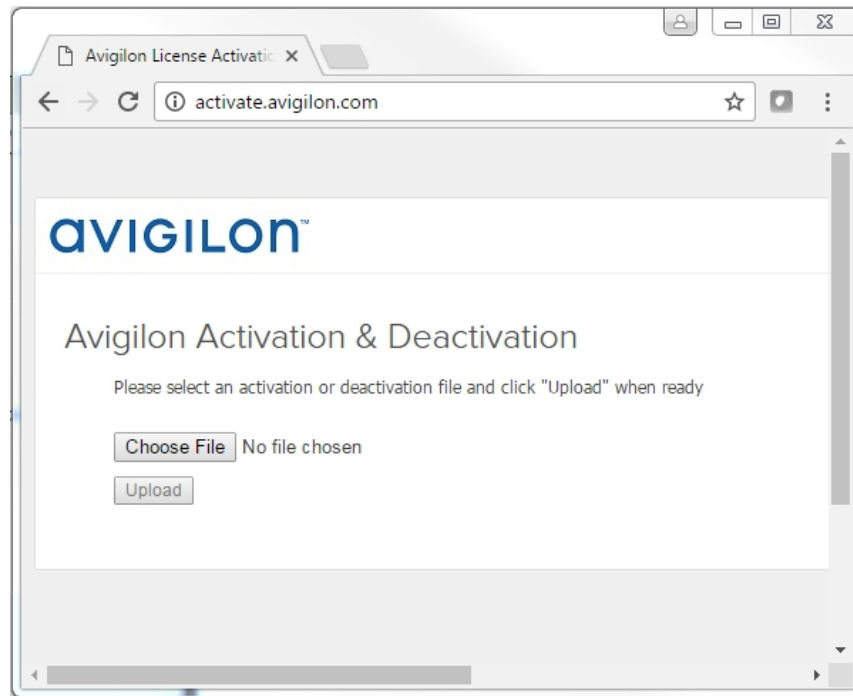 Avigilon License Activatic
activate.avigilon.com
avigilon™
Avigilon Activation & Deactivation
Please select an activation or deactivation file and click "Upload" when ready
Choose File No file chosen
Upload